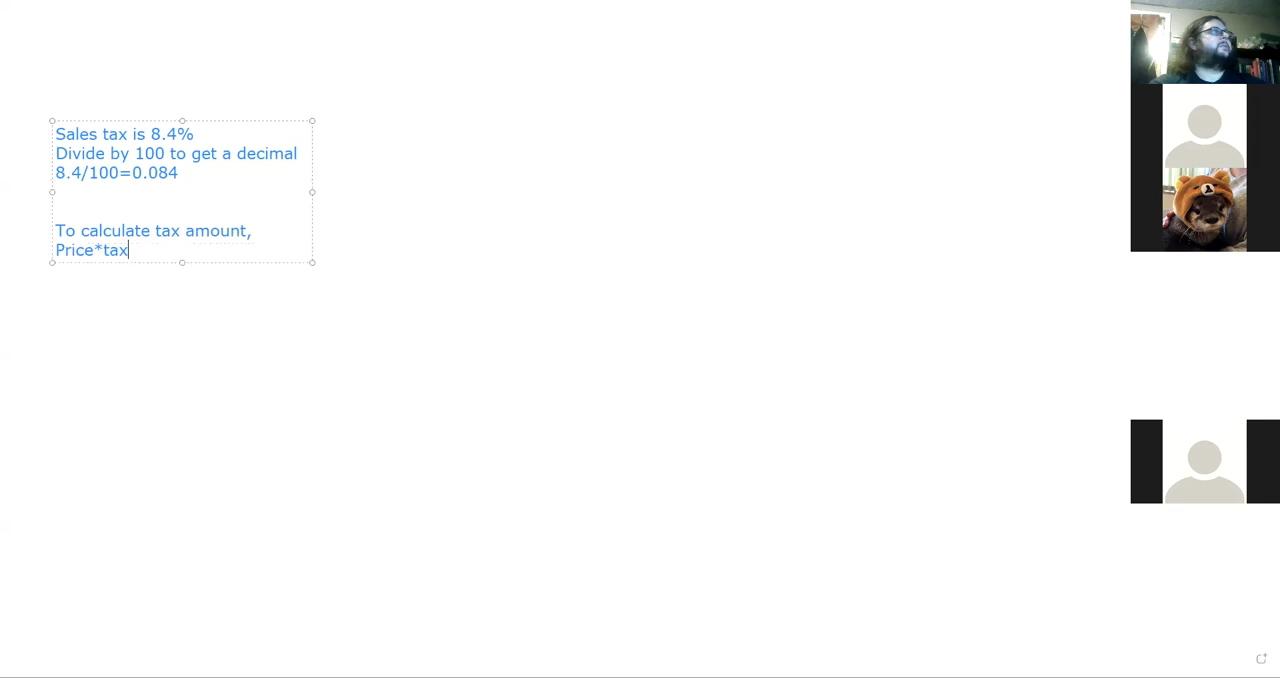 Sales tax is 8.4%
Divide by 100 to get a decimal
8.4/100=0.084
To calculate tax amount,
Price*tax